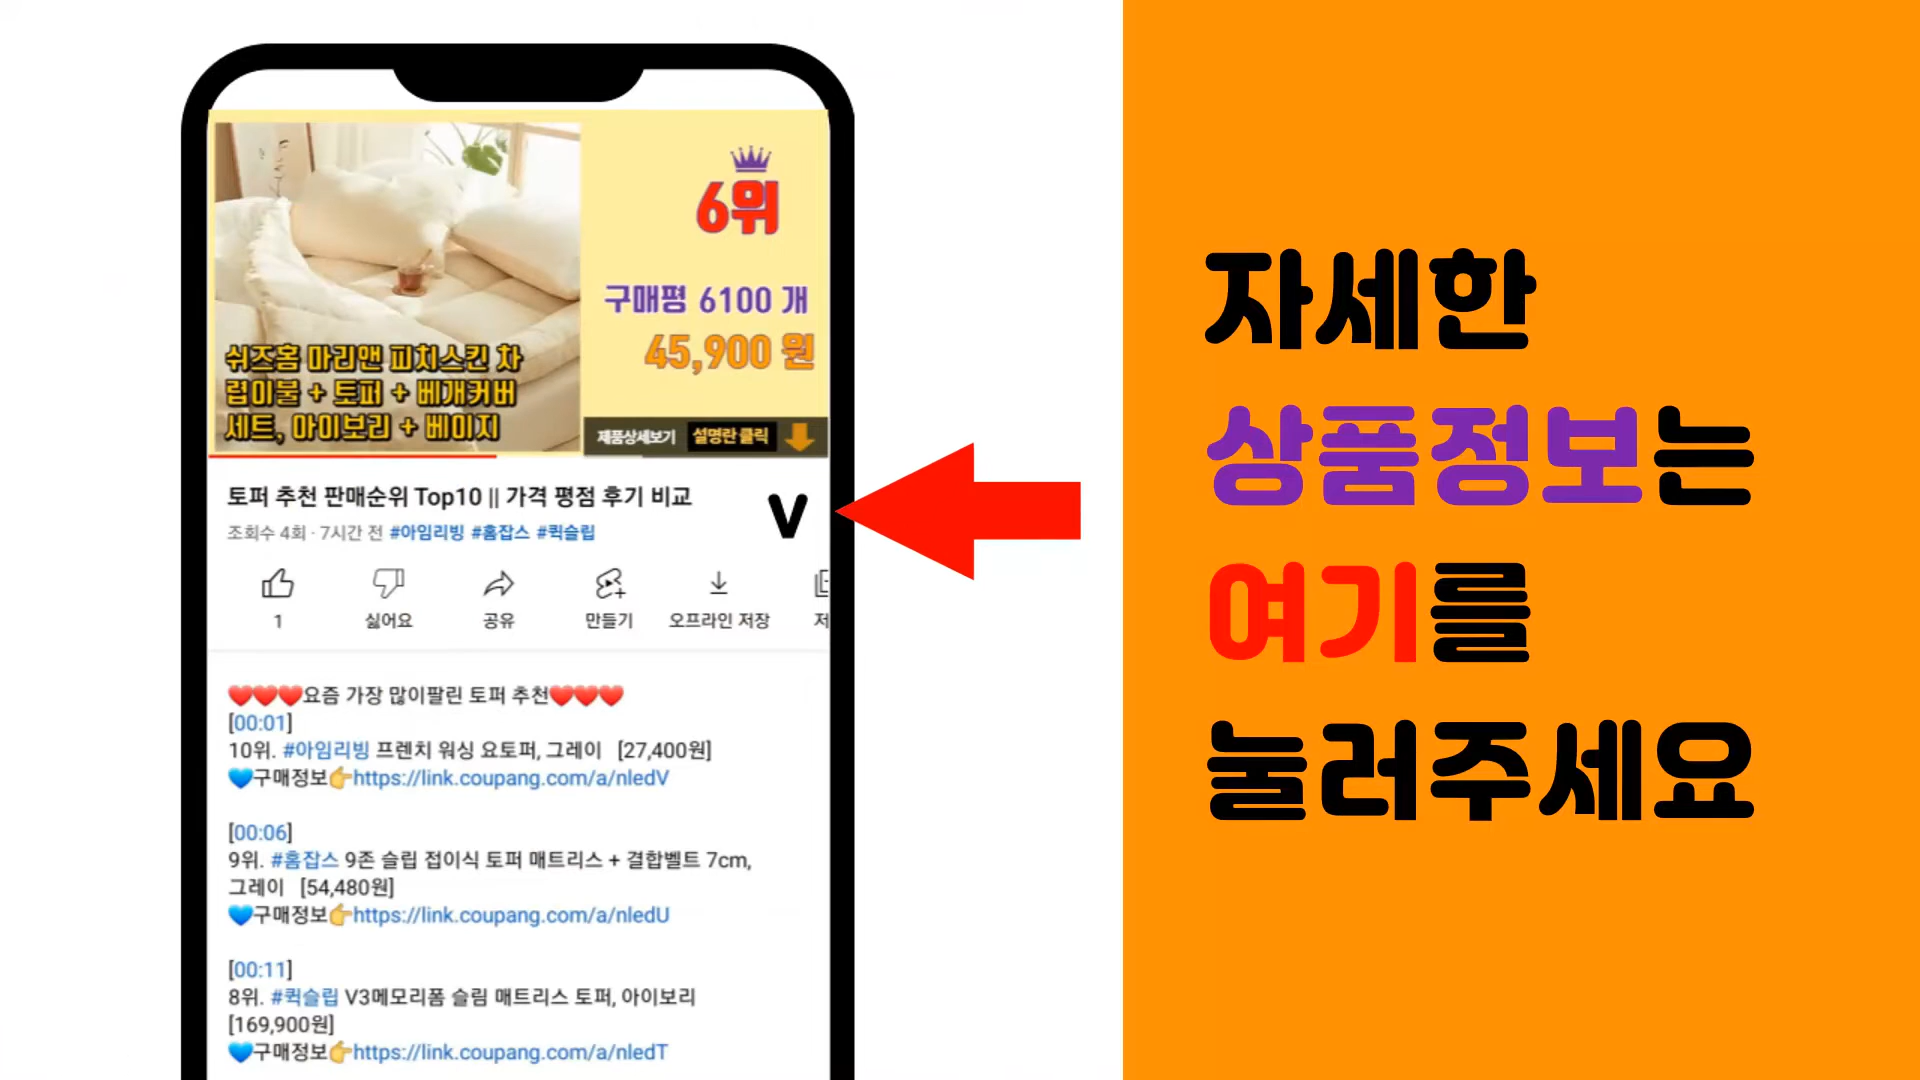 6위
구매평 6100 개
45,900 원
쉬즈홈 마리앤 피치스킨 차
렵이불 + 토퍼 + 베개커버
세트, 아이보리 + 베이지
제품상세보기 설명란 클릭
토퍼 추천 판매순위 Top10 || 가격 평점 후기 비교
V
조회수 4회 · 7시간 전 #아임리빙 #홈잡스 #퀵슬립
1 싫어요 공유 만들기 오프라인 저장 저
❤️❤️❤️요즘 가장 많이팔린 토퍼 추천❤️❤️❤️
[00:01]
10위. #아임리빙 프렌치 워싱 요토퍼, 그레이 [27,400원]
💙구매정보👉https://link.coupang.com/a/nledV
[00:06]
9위. #홈잡스 9존 슬립 접이식 토퍼 매트리스 + 결합벨트 7cm,
그레이 [54,480원]
💙구매정보👉https://link.coupang.com/a/nledU
[00:11]
8위. #퀵슬립 V3메모리폼 슬림 매트리스 토퍼, 아이보리
[169,900원]
💙구매정보👉https://link.coupang.com/a/nledT
자세한
상품정보는
여기를
눌러주세요